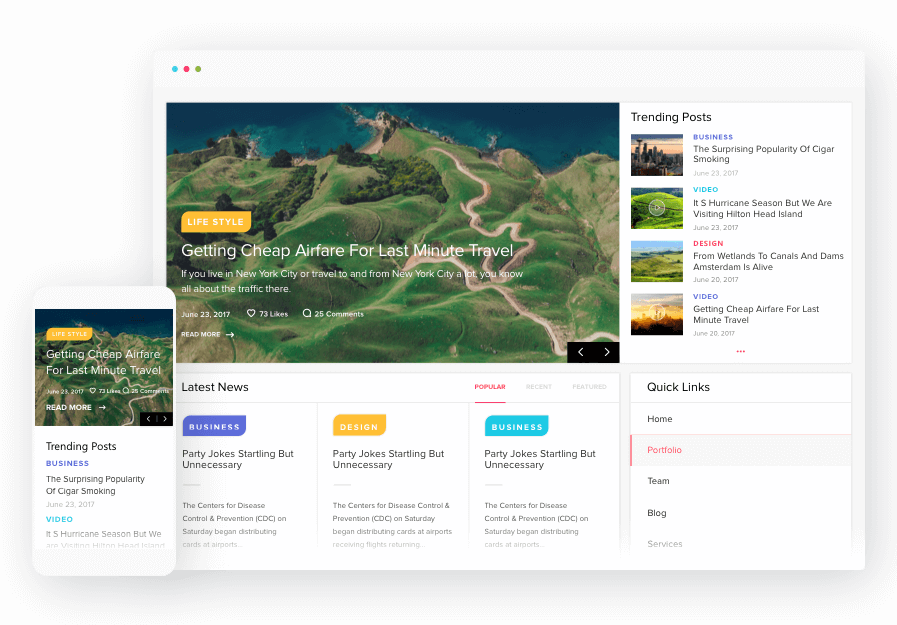 LIFE STYLE
Getting Cheap Airfare For Last Minute Travel
If you live in New York City or travel to and from New York City a lot, you know
all about the traffic there.
June 23, 2017 73 Likes 25 Comments
READ MORE
Trending Posts
BUSINESS
The Surprising Popularity Of Cigar
Smoking
June 23, 2017
VIDEO
It S Hurricane Season But We Are
Visiting Hilton Head Island
June 23, 2017
DESIGN
From Wetlands To Canals And Dams
Amsterdam Is Alive
June 20, 2017
VIDEO
Getting Cheap Airfare For Last
Minute Travel
June 20, 2017
Latest News
POPULAR RECENT FEATURED
BUSINESS
Party Jokes Startling But
Unnecessary
The Centers for Disease
Control & Prevention (CDC) on
Saturday began distributing
cards at airports...
DESIGN
Party Jokes Startling But
Unnecessary
The Centers for Disease Control &
Prevention (CDC) on Saturday
began distributing cards at airports
receiving flights returning...
BUSINESS
Party Jokes Startling But
Unnecessary
The Centers for Disease
Control & Prevention (CDC) on
Saturday began distributing
cards at airports...
Quick Links
Home
Portfolio
Team
Blog
Services
LIFE STYLE
Getting Cheap Airfare
For Last Minute Travel
June 23, 2017 73 Likes 25 Comments
READ MORE
Trending Posts
BUSINESS
The Surprising Popularity
Of Cigar Smoking
June 23, 2017
VIDEO
It S Hurricane Season But We
are Visiting Hilton Head Island